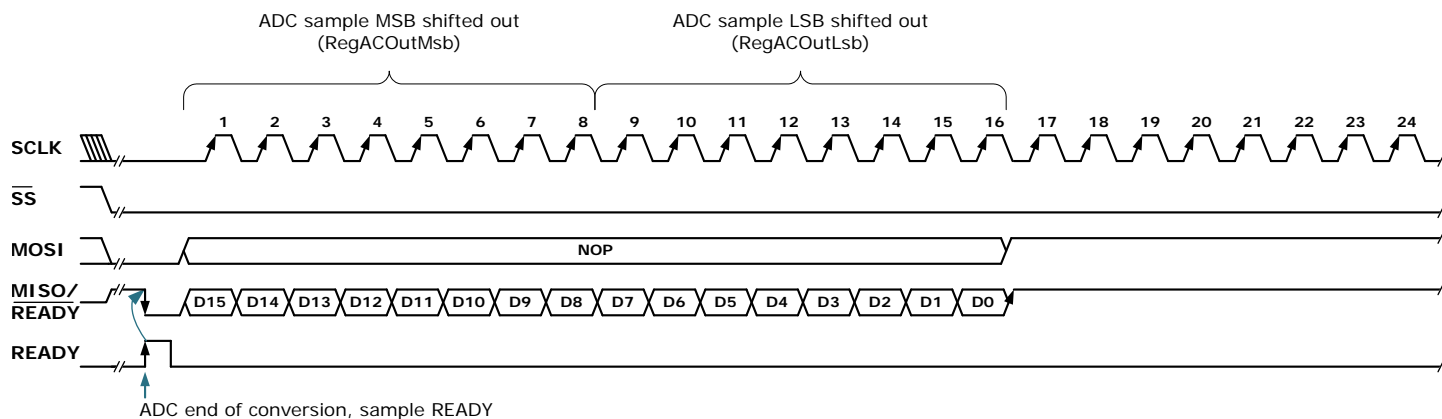 ADC sample MSB shifted out
(RegACOutMsb)
ADC sample LSB shifted out
(RegACOutLsb)
1 2 3 4 5 6 7 8 9 10 11 12 13 14 15 16 17 18 19 20 21 22 23 24
SCLK
SS
MOSI
NOP
MISO/
READY
D15 D14 D13 D12 D11 D10 D9 D8 D7 D6 D5 D4 D3 D2 D1 D0
READY
ADC end of conversion, sample READY